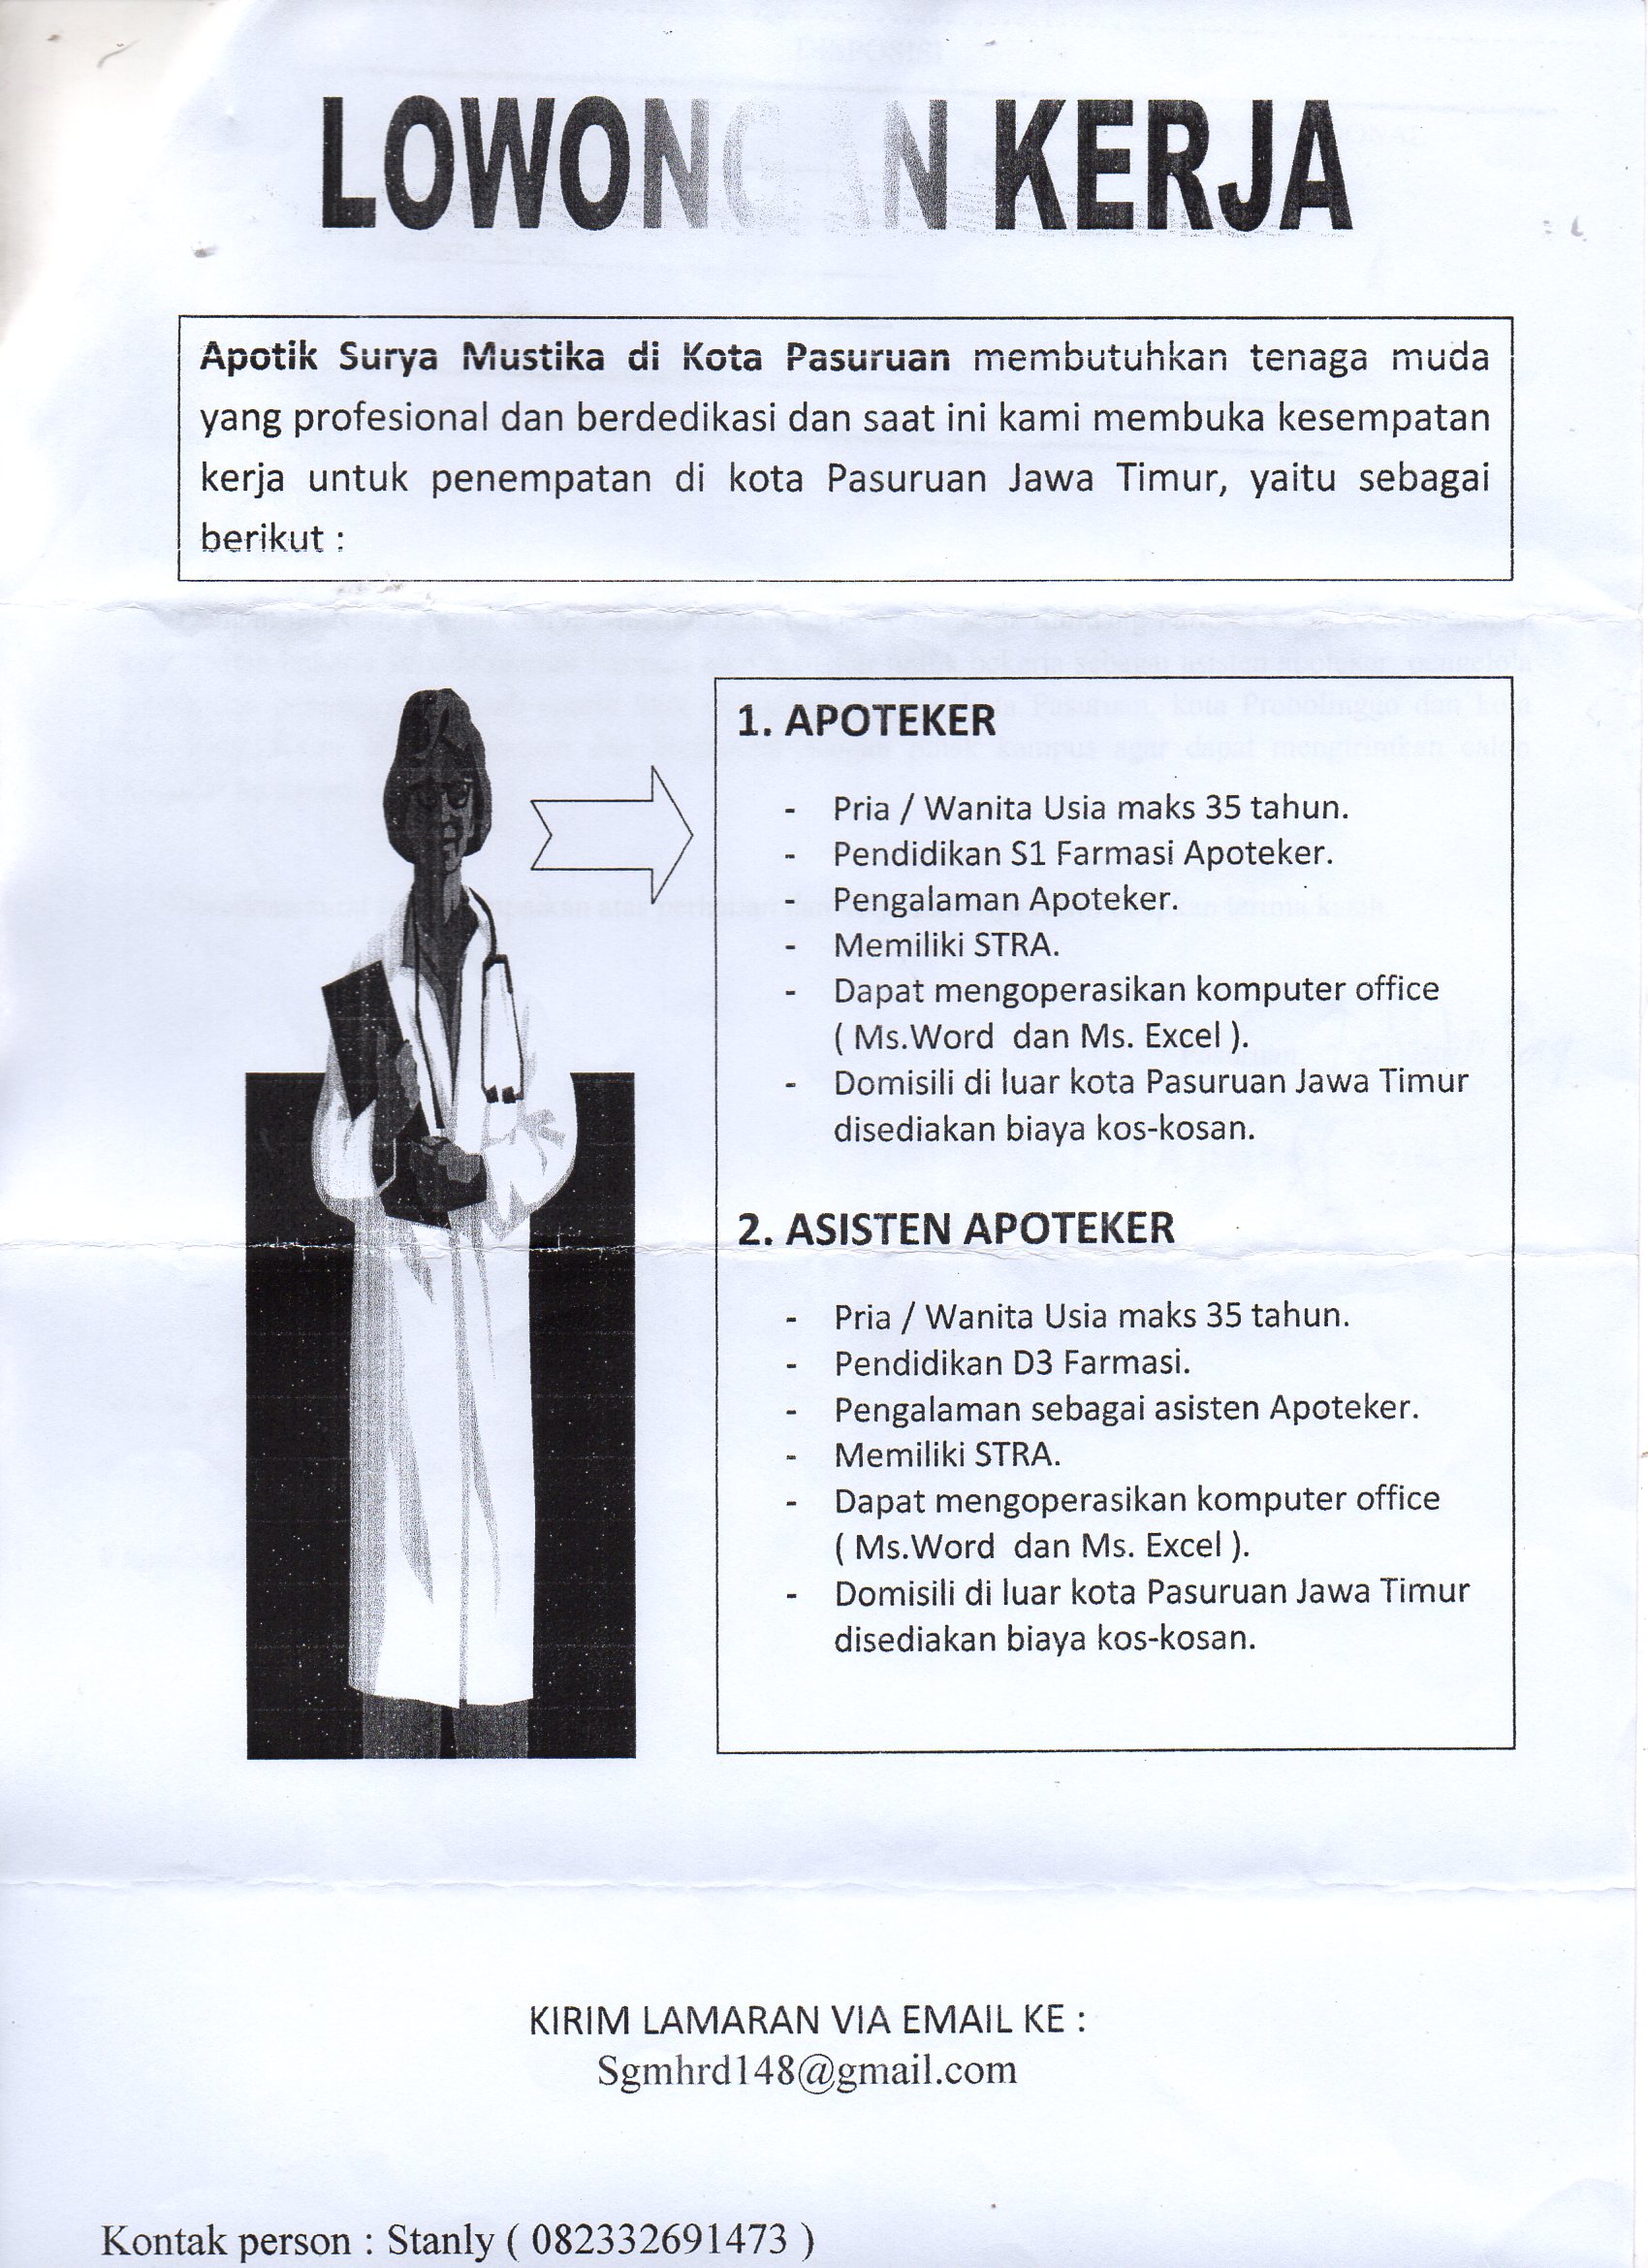 LOWONGAN KERJA
Apotik Surya Mustika di Kota Pasuruan membutuhkan tenaga muda
yang profesional dan berdedikasi dan saat ini kami membuka kesempatan
kerja untuk penempatan di kota Pasuruan Jawa Timur, yaitu sebagai
berikut :
1. APOTEKER
- Pria / Wanita Usia maks 35 tahun.
- Pendidikan S1 Farmasi Apoteker.
- Pengalaman Apoteker.
- Memiliki STRA.
- Dapat mengoperasikan komputer office
( Ms.Word dan Ms. Excel ).
- Domisili di luar kota Pasuruan Jawa Timur
disediakan biaya kos-kosan.
2. ASISTEN APOTEKER
- Pria / Wanita Usia maks 35 tahun.
- Pendidikan D3 Farmasi.
- Pengalaman sebagai asisten Apoteker.
- Memiliki STRA.
- Dapat mengoperasikan komputer office
( Ms.Word dan Ms. Excel ).
- Domisili di luar kota Pasuruan Jawa Timur
disediakan biaya kos-kosan.
KIRIM LAMARAN VIA EMAIL KE :
Sgmhrd148@gmail.com
Kontak person : Stanly ( 082332691473 )